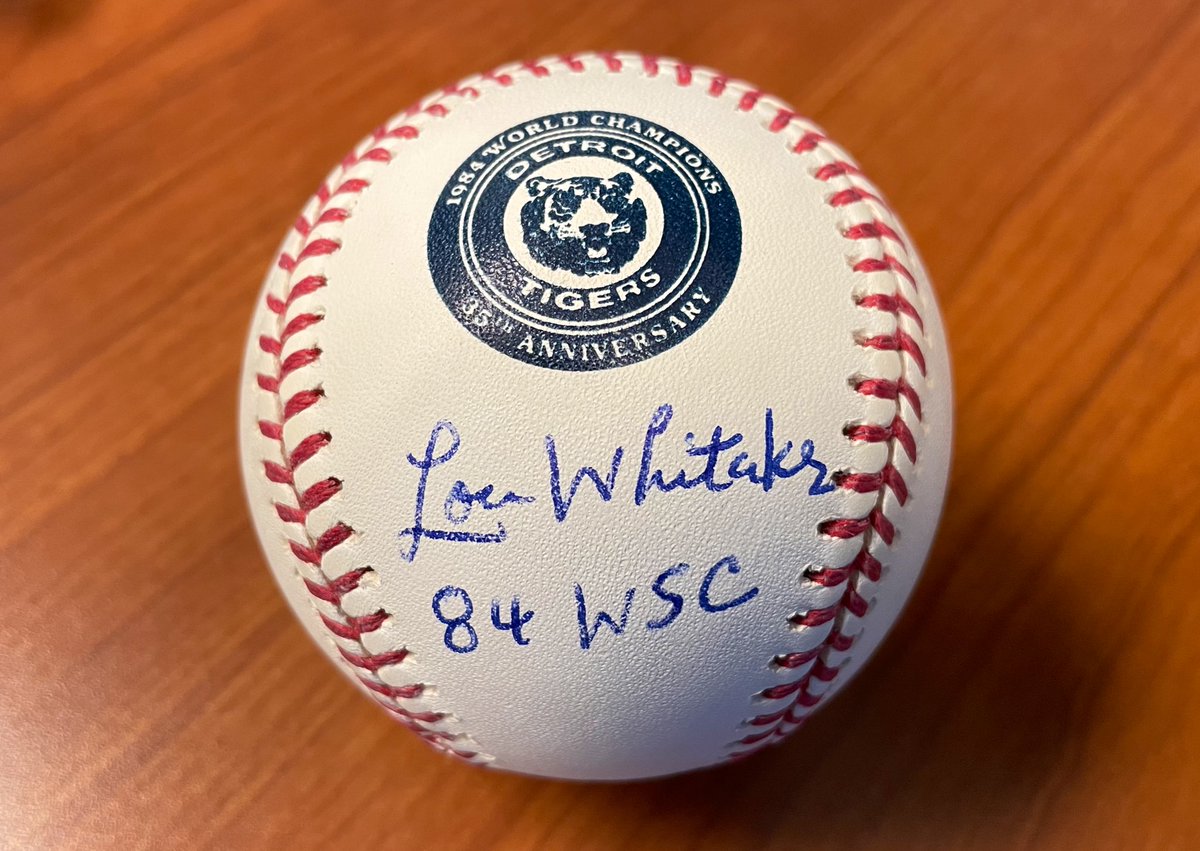 1984 WORLD CHAMPIONS
DETROIT
TIGERS
35TH ANNIVERSARY
Lou Whitaker
84 WSC